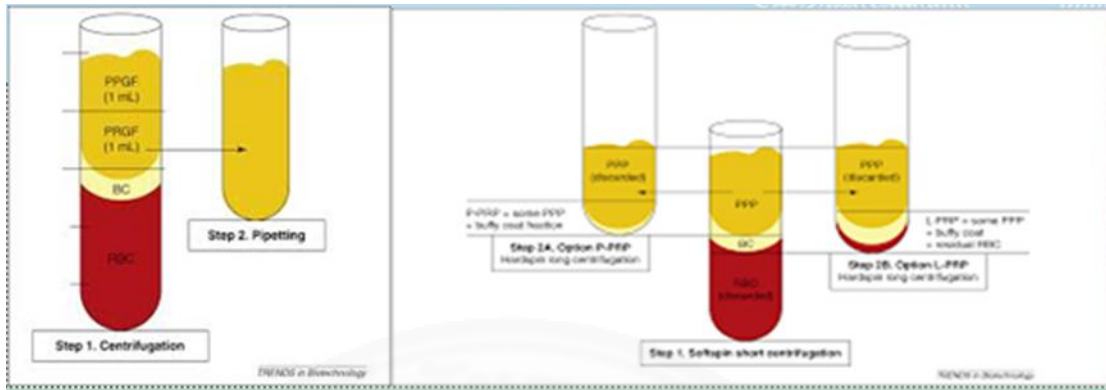 PPGF
(1 mL)
PRGF
(1 mL)
BC
RBC
Step 1. Centrifugation
Step 2. Pipetting
TRENDS in Biotechnology
PPP
(discarded)
P-PRP = some PPP
+ buffy coat fraction
Step 2A. Option P-PRP
Hardspin long centrifugation
PPP
BC
RBC
(discarded)
Step 1. Softspin short centrifugation
PPP
(discarded)
L-PRP = some PPP
+ buffy coat
+ residual RBC
Step 2B. Option L-PRP
Hardspin long centrifugation
TRENDS in Biotechnology